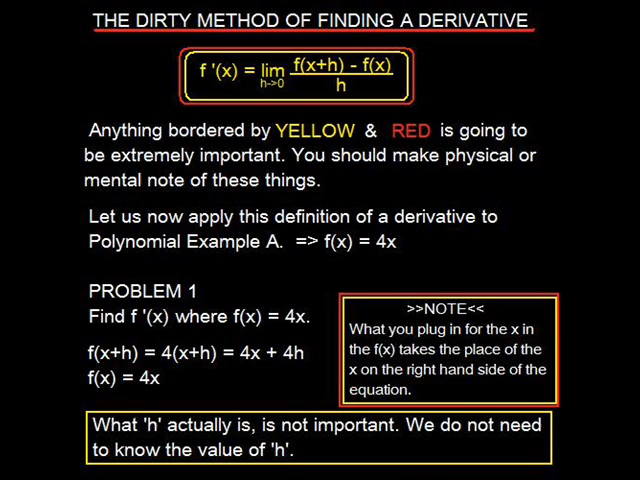 THE DIRTY METHOD OF FINDING A DERIVATIVE
f '(x) = lim h->0 f(x+h) - f(x) / h
Anything bordered by YELLOW & RED is going to
be extremely important. You should make physical or
mental note of these things.
Let us now apply this definition of a derivative to
Polynomial Example A. => f(x) = 4x
PROBLEM 1
Find f '(x) where f(x) = 4x.
f(x+h) = 4(x+h) = 4x + 4h
f(x) = 4x
>>NOTE<<
What you plug in for the x in
the f(x) takes the place of the
x on the right hand side of the
equation.
What 'h' actually is, is not important. We do not need
to know the value of 'h'.